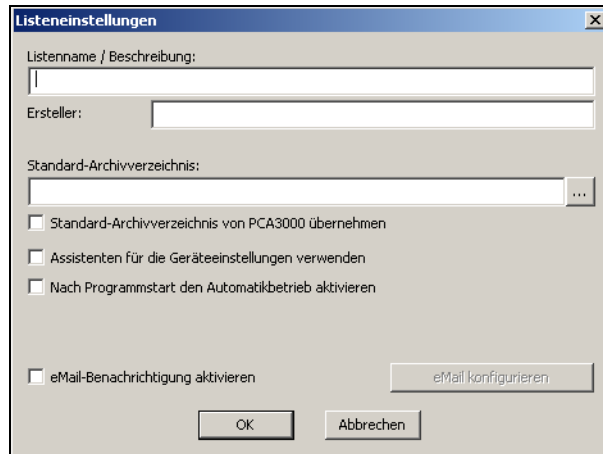 Listeneinstellungen
Listenname / Beschreibung:
Ersteller:
Standard-Archivverzeichnis:
...
Standard-Archivverzeichnis von PCA3000 übernehmen
Assistenten für die Geräteeinstellungen verwenden
Nach Programmstart den Automatikbetrieb aktivieren
eMail-Benachrichtigung aktivieren
eMail konfigurieren
OK
Abbrechen